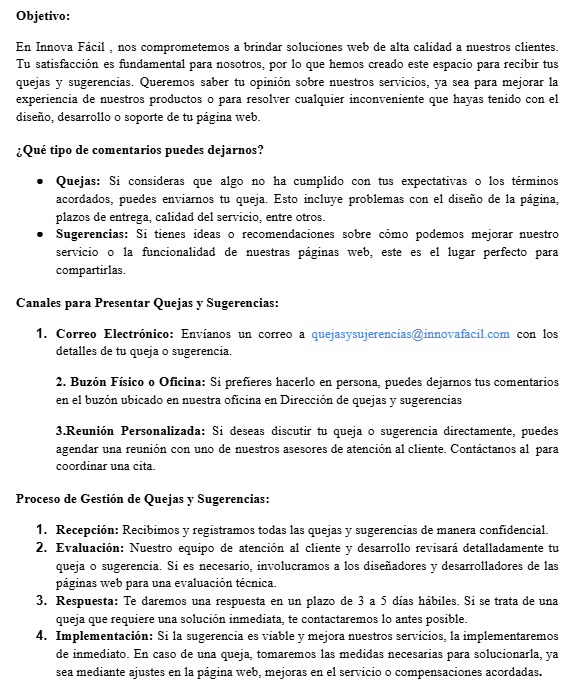 Objetivo:
En Innova Fácil , nos comprometemos a brindar soluciones web de alta calidad a nuestros clientes.
Tu satisfacción es fundamental para nosotros, por lo que hemos creado este espacio para recibir tus
quejas y sugerencias. Queremos saber tu opinión sobre nuestros servicios, ya sea para mejorar la
experiencia de nuestros productos o para resolver cualquier inconveniente que hayas tenido con el
diseño, desarrollo o soporte de tu página web.
¿Qué tipo de comentarios puedes dejarnos?
● Quejas: Si consideras que algo no ha cumplido con tus expectativas o los términos
acordados, puedes enviarnos tu queja. Esto incluye problemas con el diseño de la página,
plazos de entrega, calidad del servicio, entre otros.
● Sugerencias: Si tienes ideas o recomendaciones sobre cómo podemos mejorar nuestro
servicio o la funcionalidad de nuestras páginas web, este es el lugar perfecto para
compartirlas.
Canales para Presentar Quejas y Sugerencias:
1. Correo Electrónico: Envíanos un correo a quejasysujerencias@innovafacil.com con los
detalles de tu queja o sugerencia.
2. Buzón Físico o Oficina: Si prefieres hacerlo en persona, puedes dejarnos tus comentarios
en el buzón ubicado en nuestra oficina en Dirección de quejas y sugerencias
3.Reunión Personalizada: Si deseas discutir tu queja o sugerencia directamente, puedes
agendar una reunión con uno de nuestros asesores de atención al cliente. Contáctanos al para
coordinar una cita.
Proceso de Gestión de Quejas y Sugerencias:
1. Recepción: Recibimos y registramos todas las quejas y sugerencias de manera confidencial.
2. Evaluación: Nuestro equipo de atención al cliente y desarrollo revisará detalladamente tu
queja o sugerencia. Si es necesario, involucramos a los diseñadores y desarrolladores de las
páginas web para una evaluación técnica.
3. Respuesta: Te daremos una respuesta en un plazo de 3 a 5 días hábiles. Si se trata de una
queja que requiere una solución inmediata, te contactaremos lo antes posible.
4. Implementación: Si la sugerencia es viable y mejora nuestros servicios, la implementaremos
de inmediato. En caso de una queja, tomaremos las medidas necesarias para solucionarla, ya
sea mediante ajustes en la página web, mejoras en el servicio o compensaciones acordadas.